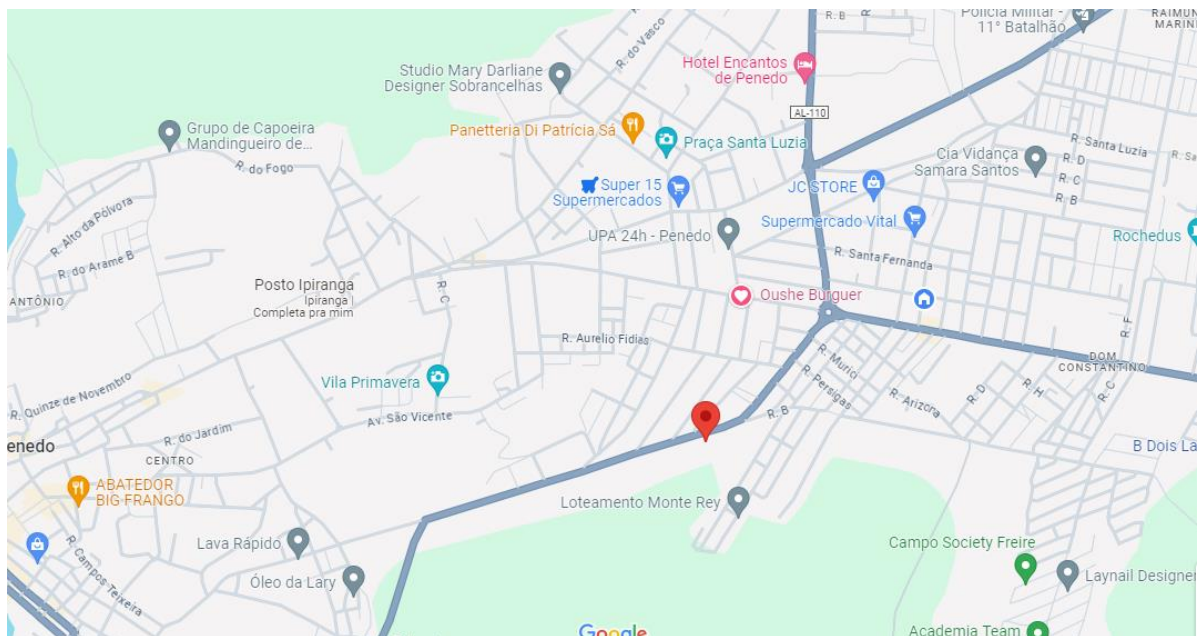 Polícia Militar -
11° Batalhão
RAIMUN
MARINI
R. B
R. do Vasco
Hotel Encantos
de Penedo
Studio Mary Darliane
Designer Sobrancelhas
AL-110
Grupo de Capoeira
Mandingueiro de...
Panetteria Di Patrícia Sá
Praça Santa Luzia
R. Santa Luzia
R. do Fogo
Cia Vidança
Samara Santos
R. D
R. C
R. B
Super 15
Supermercados
JC STORE
R. Alto da Pólvora
Supermercado Vital
UPA 24h - Penedo
Rochedus
R. do Arame B
R. Santa Fernanda
Posto Ipiranga
Ipiranga |
Completa pra mim
R. C
ANTÔNIO
Oushe Burguer
R. F
R. Aurelio Fidias
R. Murici
DOM
CONSTANTINO
R. Persigas
Vila Primavera
R. Arizcra
R. D
R. H
R. C
R. Quinze de Novembro
Av. São Vicente
R. B
R. do Jardim
enedo
CENTRO
B Dois La
ABATEDOR
BIG FRANGO
Loteamento Monte Rey
Lava Rápido
Campo Society Freire
R. Campos Teixeira
Óleo da Lary
Laynail Designer
Google
Academia Team